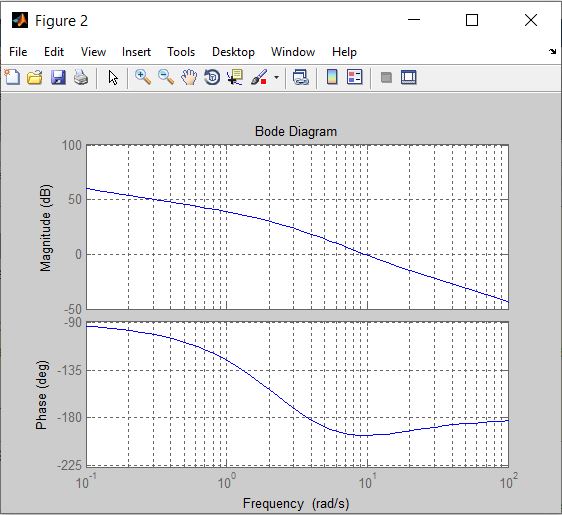 Figure 2
File Edit View Insert Tools Desktop Window Help
Bode Diagram
100
50
0
-50
Magnitude (dB)
-90
-135
-180
-225
Phase (deg)
10^-1 10^0 10^1 10^2
Frequency (rad/s)